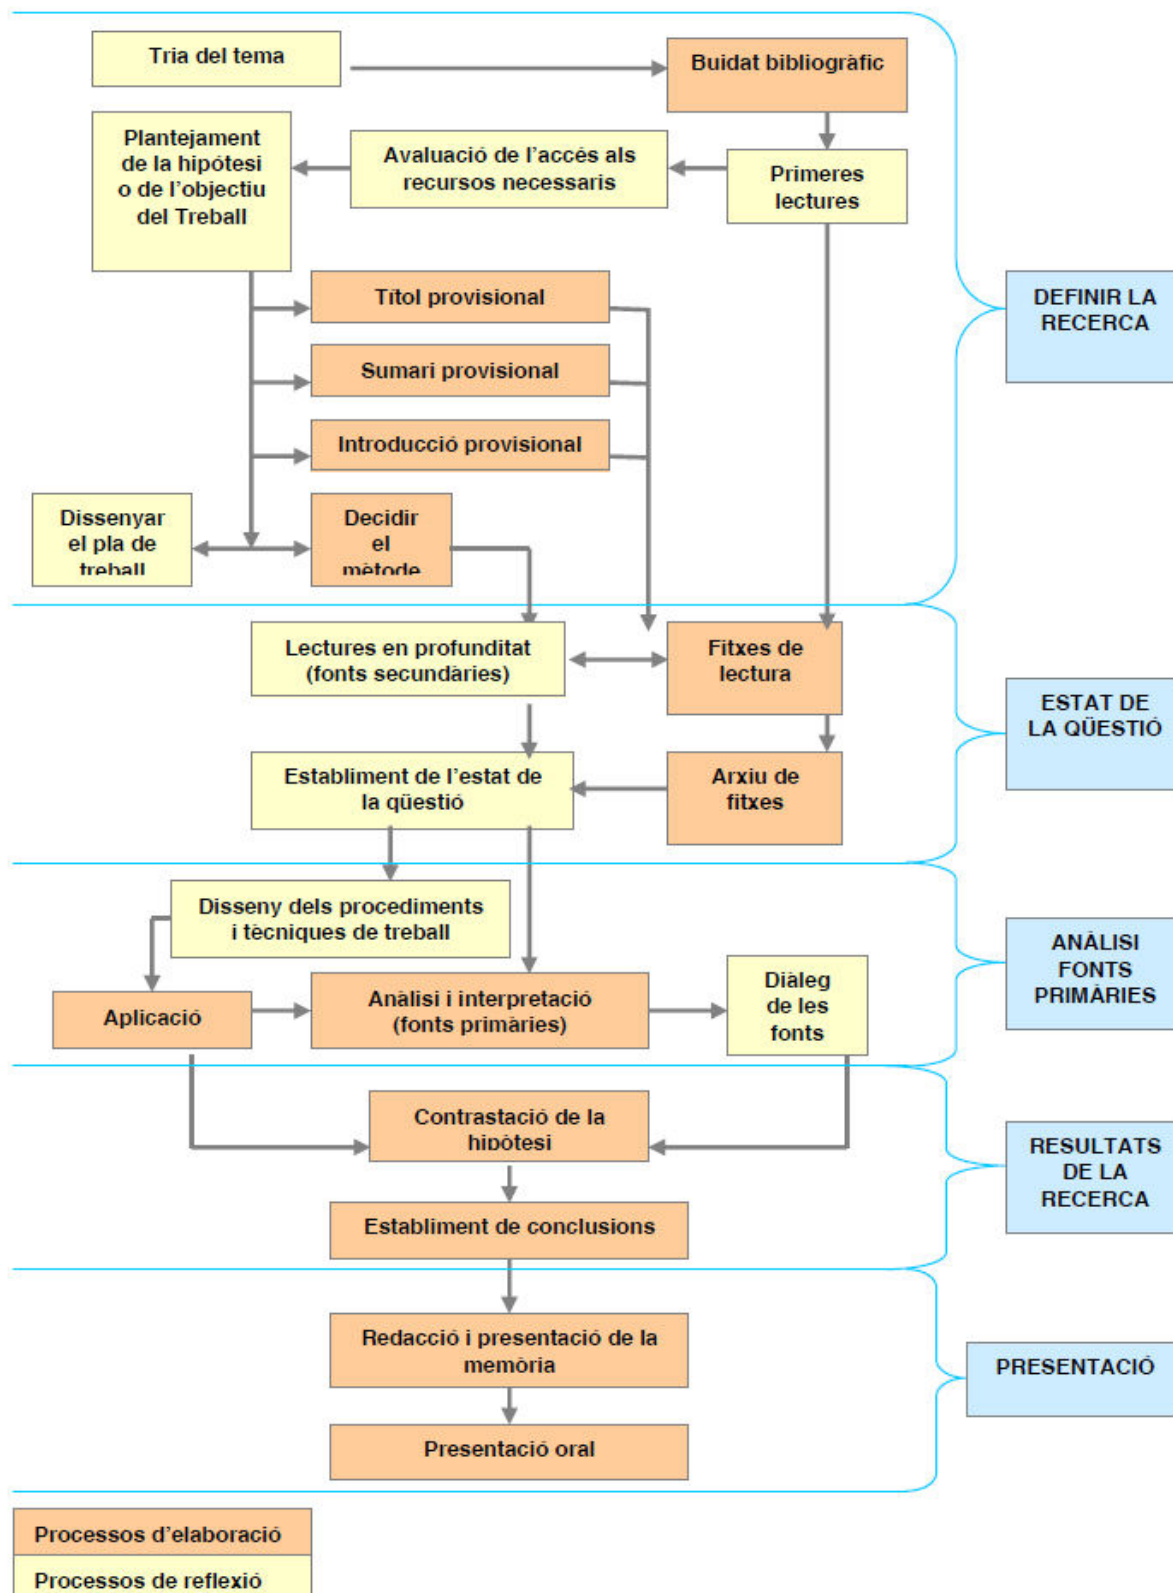 Tria del tema
Buidat bibliogràfic
Plantejament
de la hipótesi
o de l'objectiu
del Treball
Avaluació de l'accés als
recursos necessaris
Primeres
lectures
Títol provisional
Sumari provisional
Introducció provisional
DEFINIR LA
RECERCA
Dissenyar
el pla de
treball
Decidir
el
mètode
Lectures en profunditat
(fonts secundàries)
Fitxes de
lectura
Establiment de l'estat de
la qüestió
Arxiu de
fitxes
ESTAT DE
LA QÜESTIÓ
Disseny dels procediments
i tècniques de treball
Aplicació
Anàlisi i interpretació
(fonts primàries)
Diàleg
de les
fonts
ANÀLISI
FONTS
PRIMÀRIES
Contrastació de la
hipòtesi
Establiment de conclusions
RESULTATS
DE LA
RECERCA
Redacció i presentació de la
memòria
Presentació oral
PRESENTACIÓ
Processos d'elaboració
Processos de reflexió